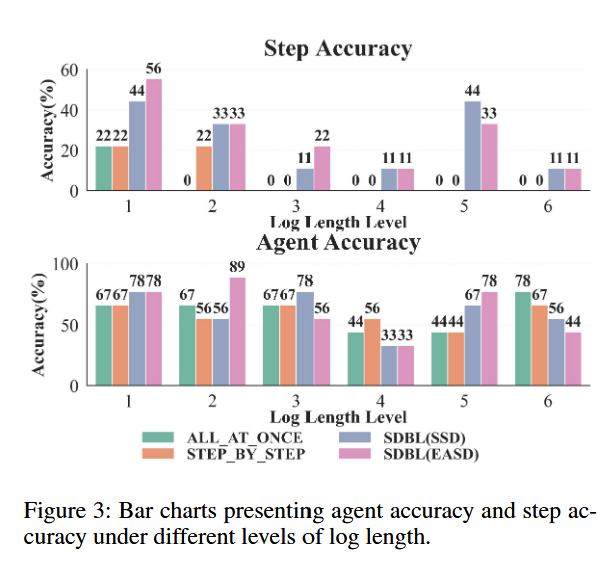 Step Accuracy
Accuracy(%)
60
40
20
0
22 22 44 56
0 22 33 33
0 0 11 22
0 0 11 11
0 0 44 33
0 0 11 11
1 2 3 4 5 6
Log Length Level
Agent Accuracy
Accuracy(%)
100
50
0
67 67 78 78
67 56 56 89
67 67 78 56
44 56 33 33
44 44 67 78
78 67 56 44
1 2 3 4 5 6
Log Length Level
ALL_AT_ONCE SDBL(SSD)
STEP_BY_STEP SDBL(EASD)
Figure 3: Bar charts presenting agent accuracy and step ac-
curacy under different levels of log length.